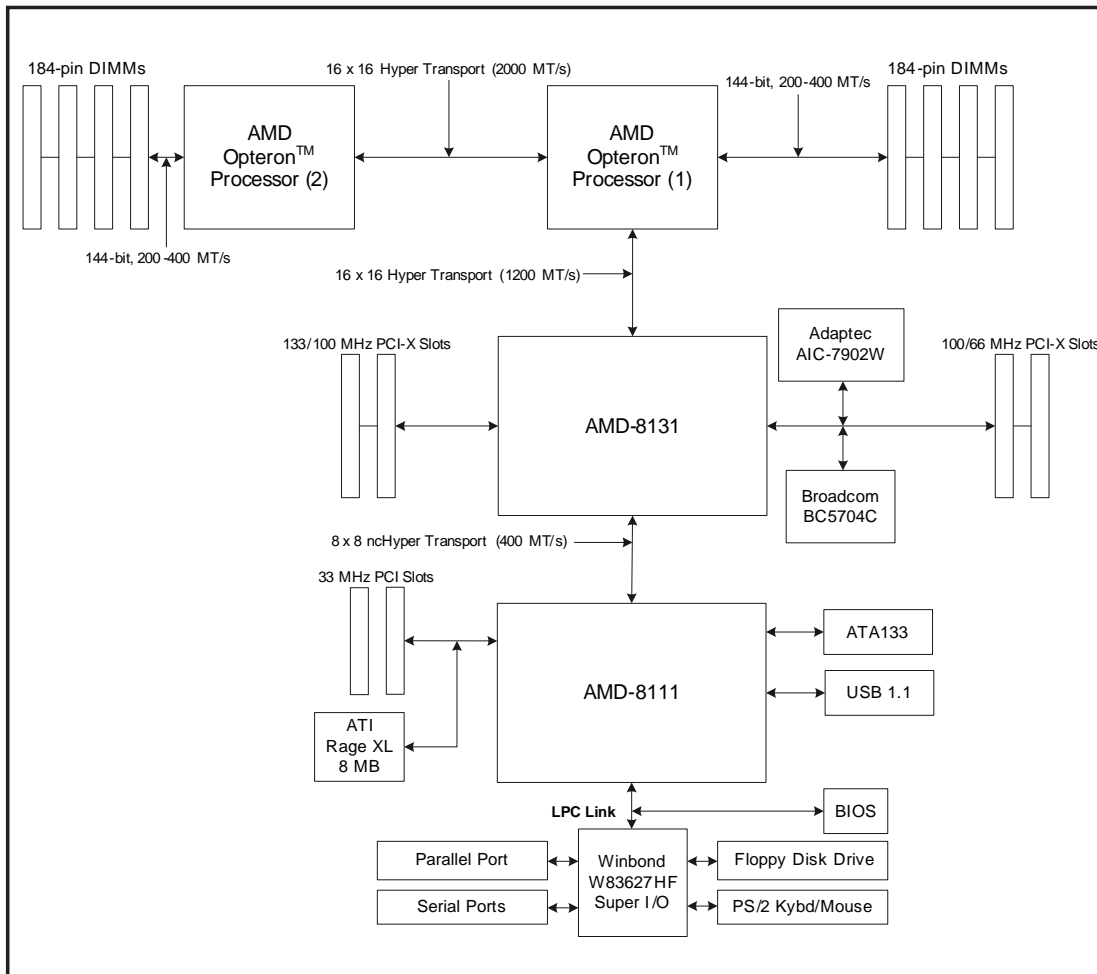 184-pin DIMMs
16 x 16 Hyper Transport (2000 MT/s)
144-bit, 200-400 MT/s
184-pin DIMMs
AMD
Opteron™
Processor (2)
AMD
Opteron™
Processor (1)
144-bit, 200-400 MT/s
16 x 16 Hyper Transport (1200 MT/s)
133/100 MHz PCI-X Slots
AMD-8131
Adaptec
AIC-7902W
100/66 MHz PCI-X Slots
Broadcom
BC5704C
8 x 8 ncHyper Transport (400 MT/s)
33 MHz PCI Slots
AMD-8111
ATA133
USB 1.1
ATI
Rage XL
8 MB
LPC Link
BIOS
Parallel Port
Serial Ports
Winbond
W83627HF
Super I/O
Floppy Disk Drive
PS/2 Kybd/Mouse